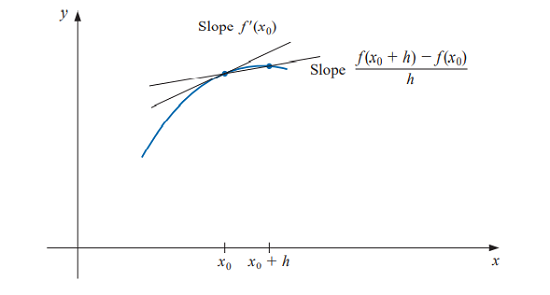 y
Slope f′(x₀)
Slope f(x₀ + h) − f(x₀)
h
x₀ x₀ + h x